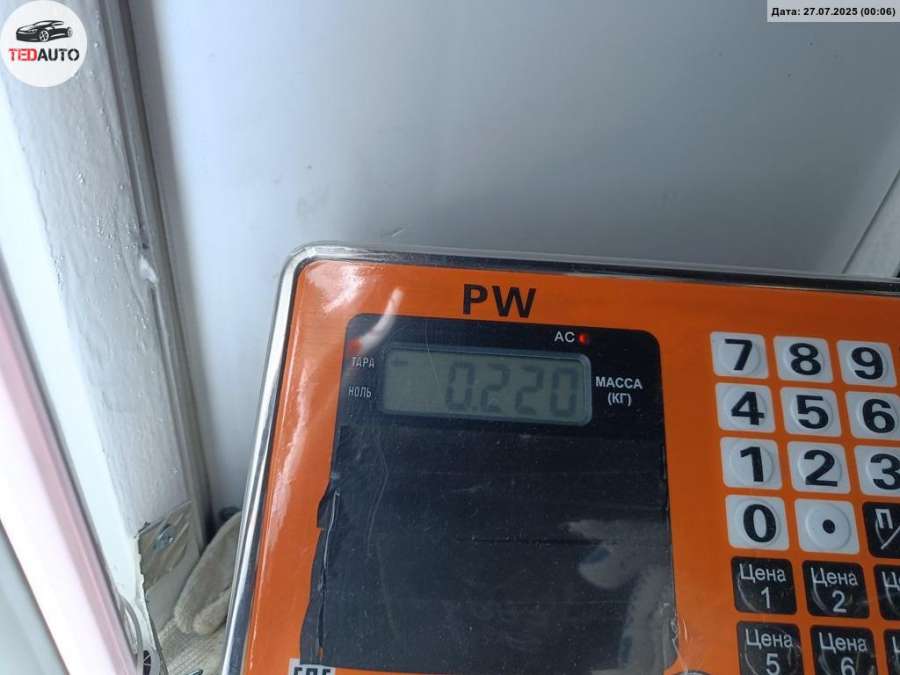 TEDAUTO
Дата: 27.07.2025 (00:06)
PW
AC
ТАРА
НОЛЬ
0.220
МАССА
(КГ)
7 8 9
4 5 6
1 2 3
0 .
Цена 1
Цена 2
Цена 5
Цена 6